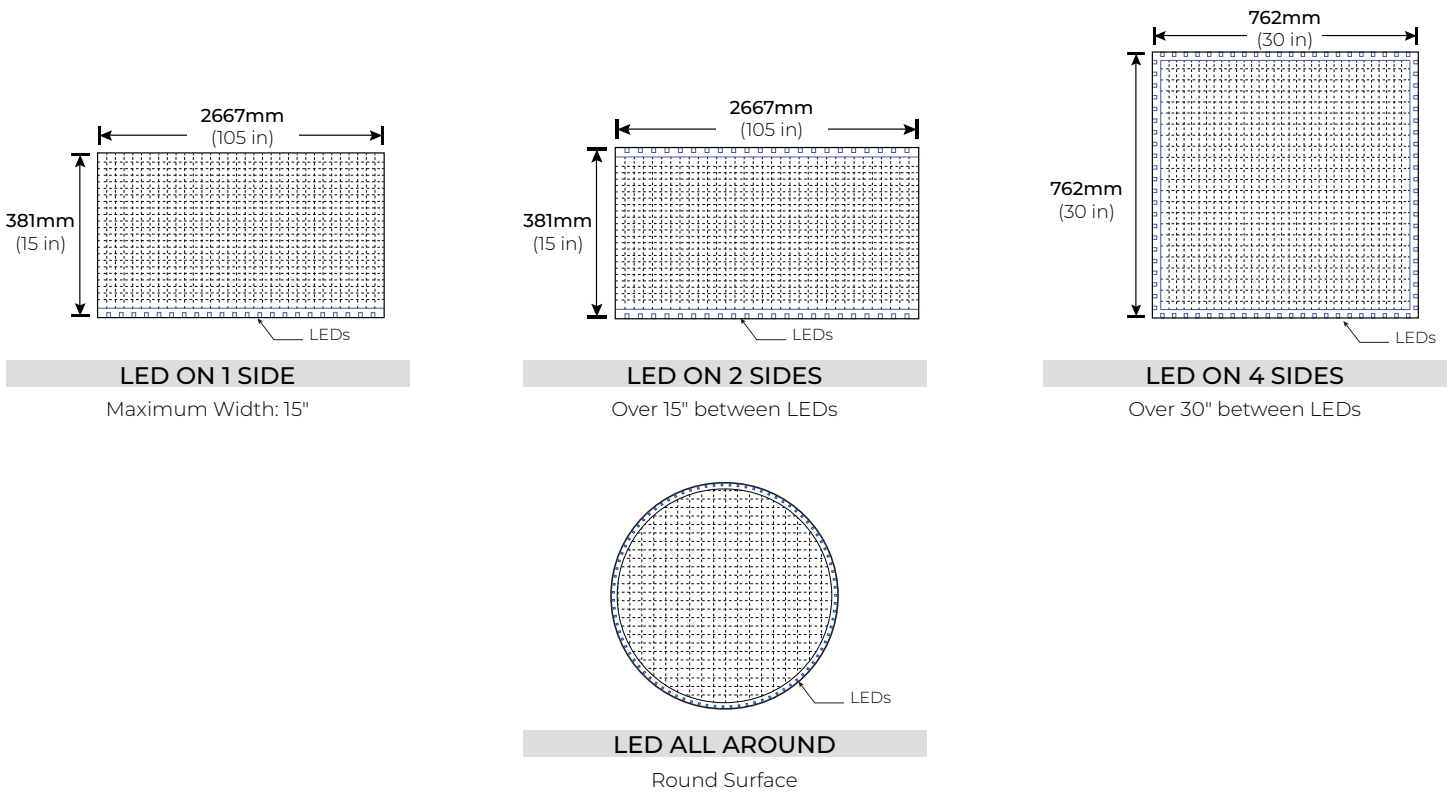 2667mm
(105 in)
381mm
(15 in)
LEDs
LED ON 1 SIDE
Maximum Width: 15"
2667mm
(105 in)
381mm
(15 in)
LEDs
LED ON 2 SIDES
Over 15" between LEDs
762mm
(30 in)
762mm
(30 in)
LEDs
LED ON 4 SIDES
Over 30" between LEDs
LEDs
LED ALL AROUND
Round Surface